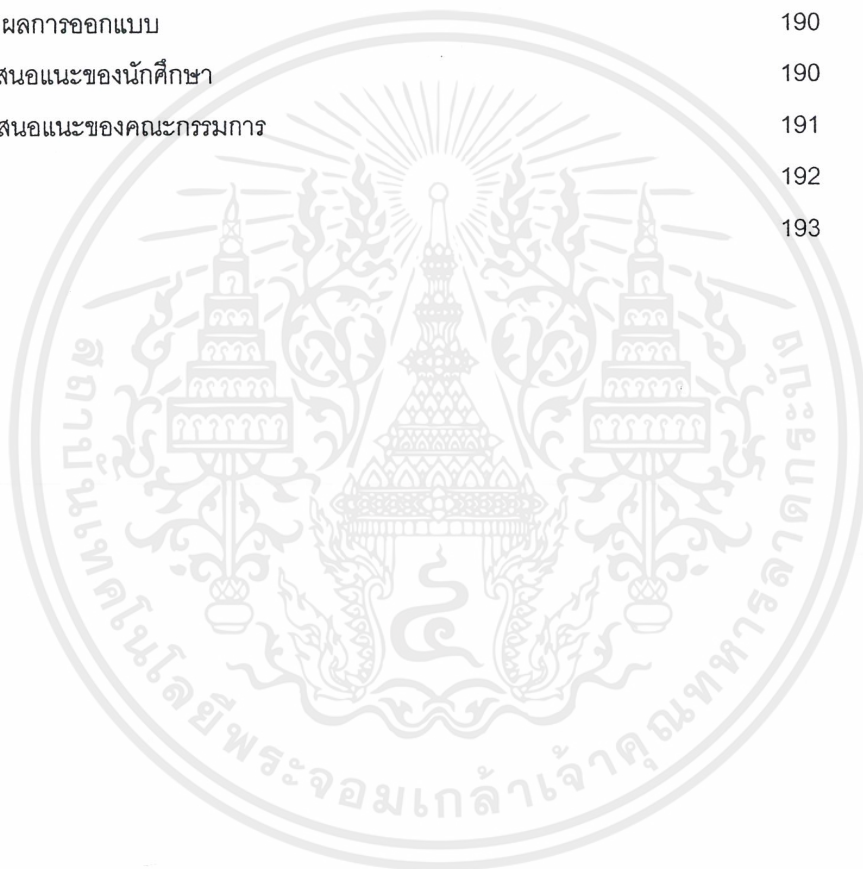 ผลการออกแบบ 190
สนอแนะของนักศึกษา 190
สนอแนะของคณะกรรมการ 191
192
193
สถาบันเทคโนโลยีพระจอมเกล้าเจ้าคุณทหารลาดกระบัง